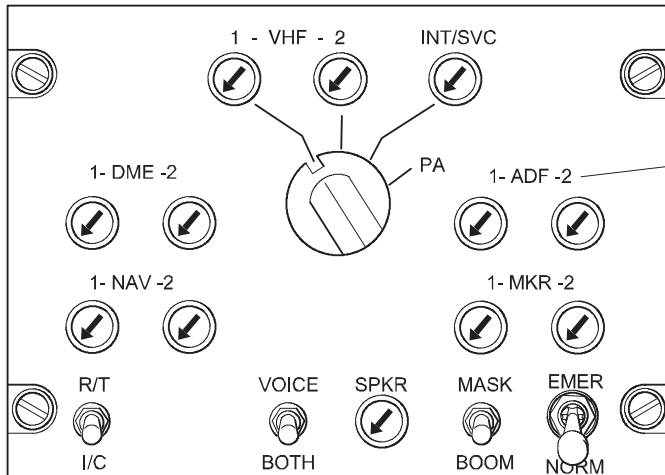 1 - VHF - 2 INT/SVC
PA
1- DME -2 1- ADF -2
1- NAV -2 1- MKR -2
R/T VOICE SPKR MASK EMER
I/C BOTH BOOM NORM